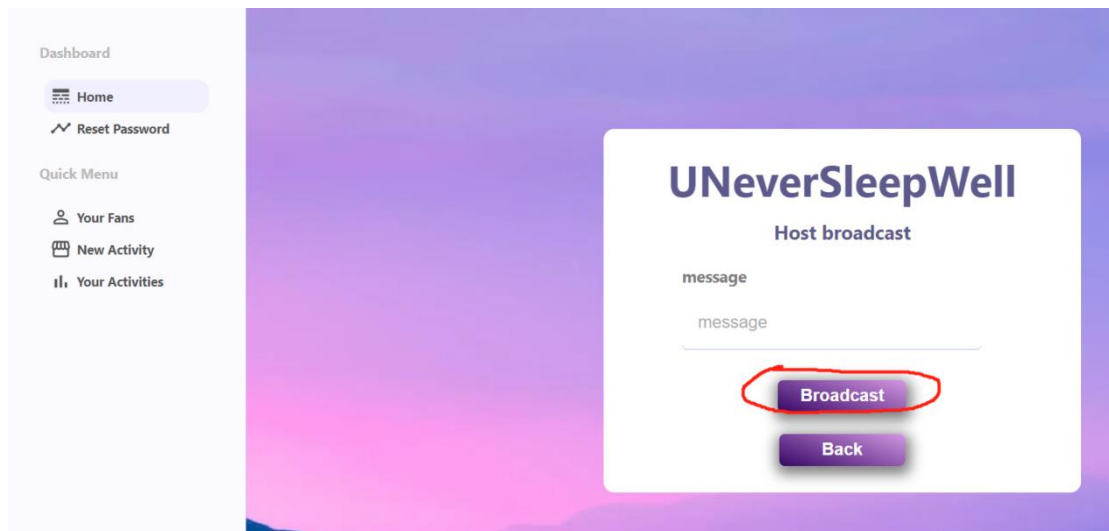 Dashboard
Home
Reset Password
Quick Menu
Your Fans
New Activity
Your Activities
UNeverSleepWell
Host broadcast
message
message
Broadcast
Back